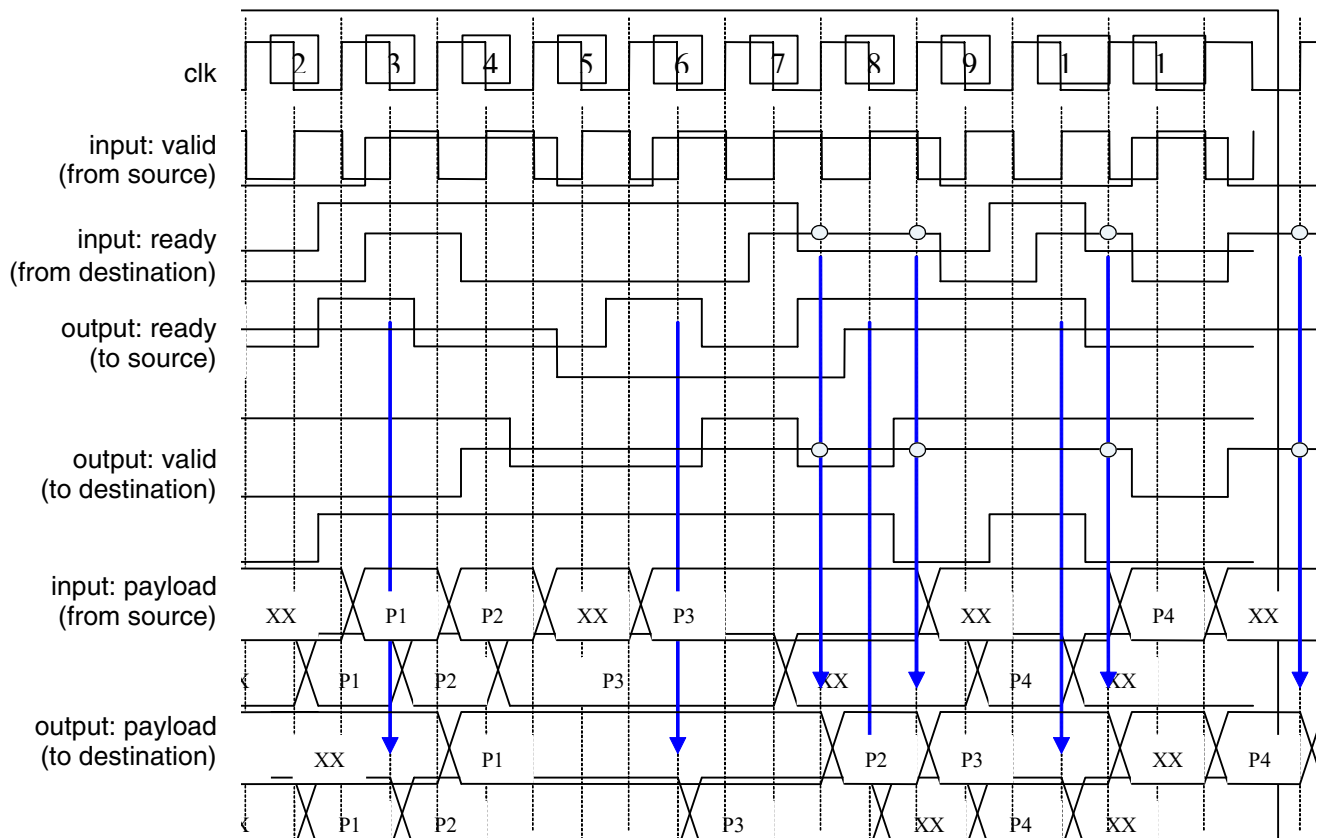 2 3 4 5 6 7 8 9 1 1
clk
input: valid
(from source)
input: ready
(from destination)
output: ready
(to source)
output: valid
(to destination)
input: payload
(from source)
XX P1 P2 XX P3 XX P4 XX
P1 P2 P3 XX P4 XX
output: payload
(to destination)
XX P1 P2 P3 XX P4
P1 P2 P3 XX P4 XX